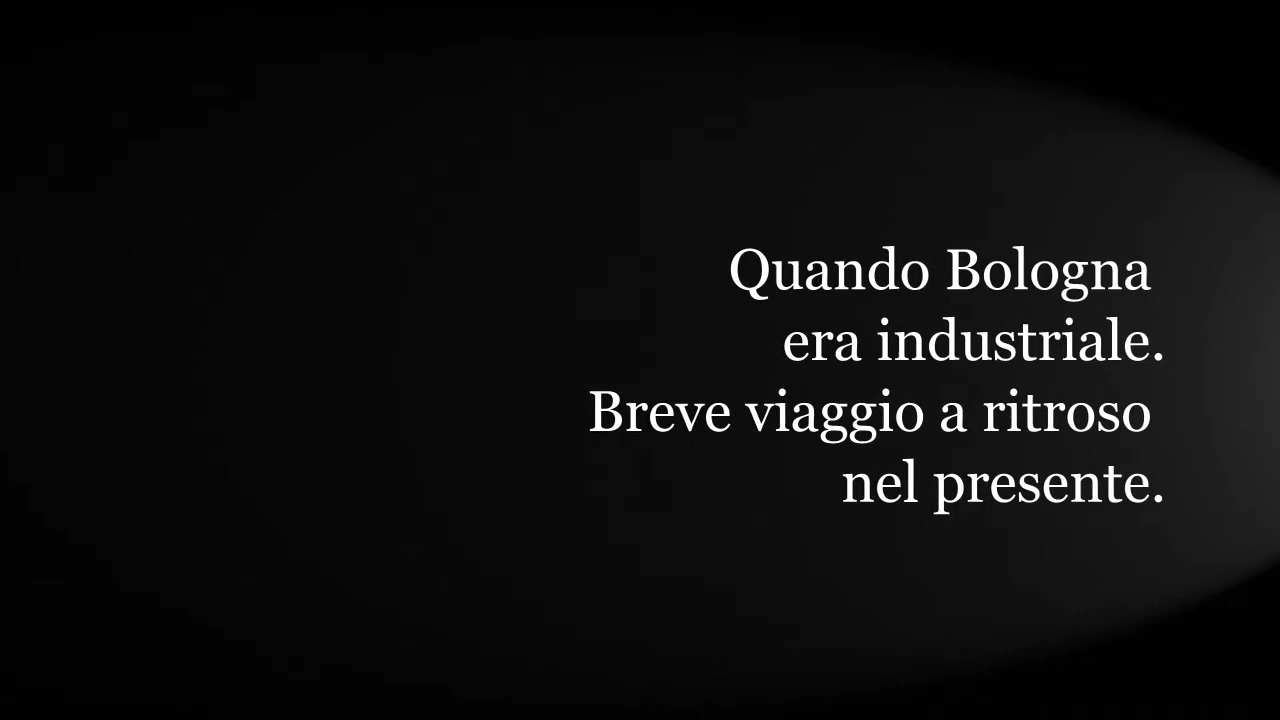 Quando Bologna
era industriale.
Breve viaggio a ritroso
nel presente.